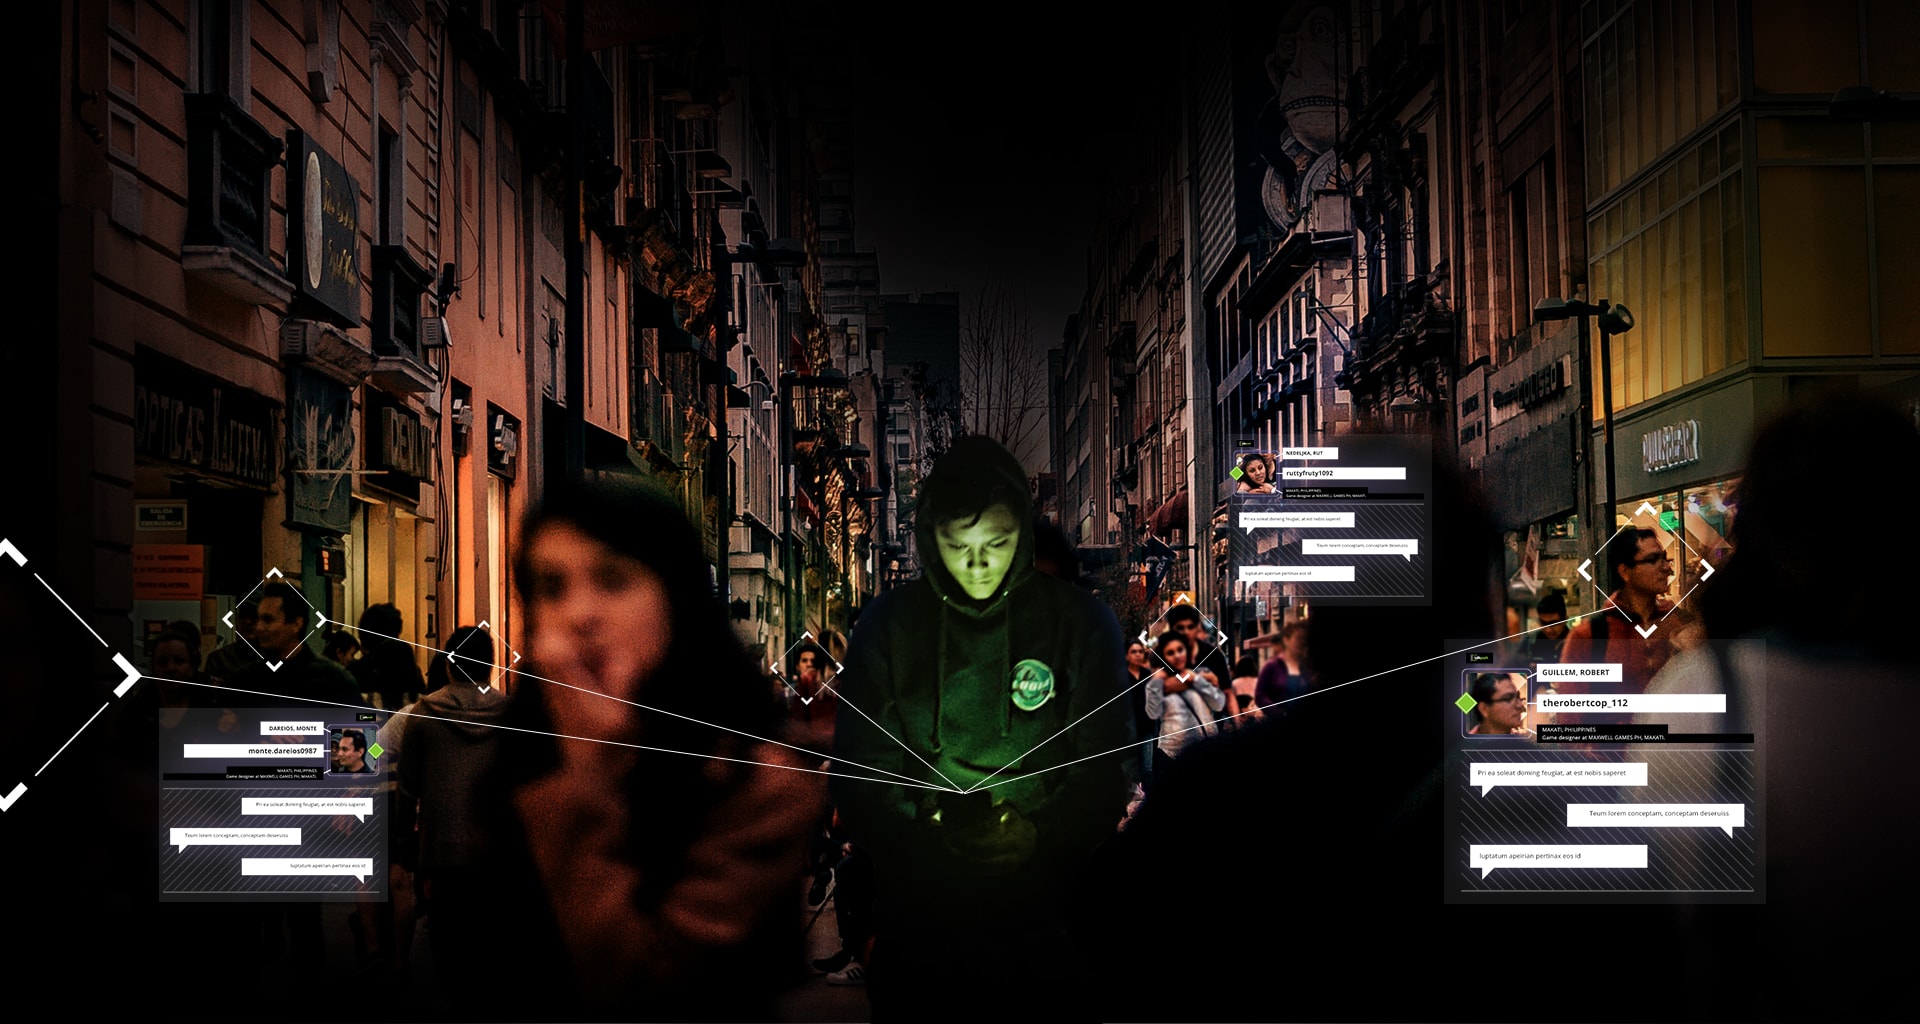 OPTICAS KAUFFMAN
DEVLYN
SALIDA
DE
EMERGENCIA
DAREIOS, MONTE
monte.dareios0987
MAKATI, PHILIPPINES
Game designer at MAXWELL GAMES PH, MAKATI.
Pri ea soleat doming feugiat, at est nobis saperet
Teum lorem conceptam, conceptam deseruiss
luptatum apeirian pertinax eos id
NEDELJKA, RUT
ruttyfruty1092
MAKATI, PHILIPPINES
Game designer at MAXWELL GAMES PH, MAKATI.
Pri ea soleat doming feugiat, at est nobis saperet
Teum lorem conceptam, conceptam deseruiss
luptatum apeirian pertinax eos id
GUILLEM, ROBERT
therobertcop_112
MAKATI, PHILIPPINES
Game designer at MAXWELL GAMES PH, MAKATI.
Pri ea soleat doming feugiat, at est nobis saperet
Teum lorem conceptam, conceptam deseruiss
luptatum apeirian pertinax eos id